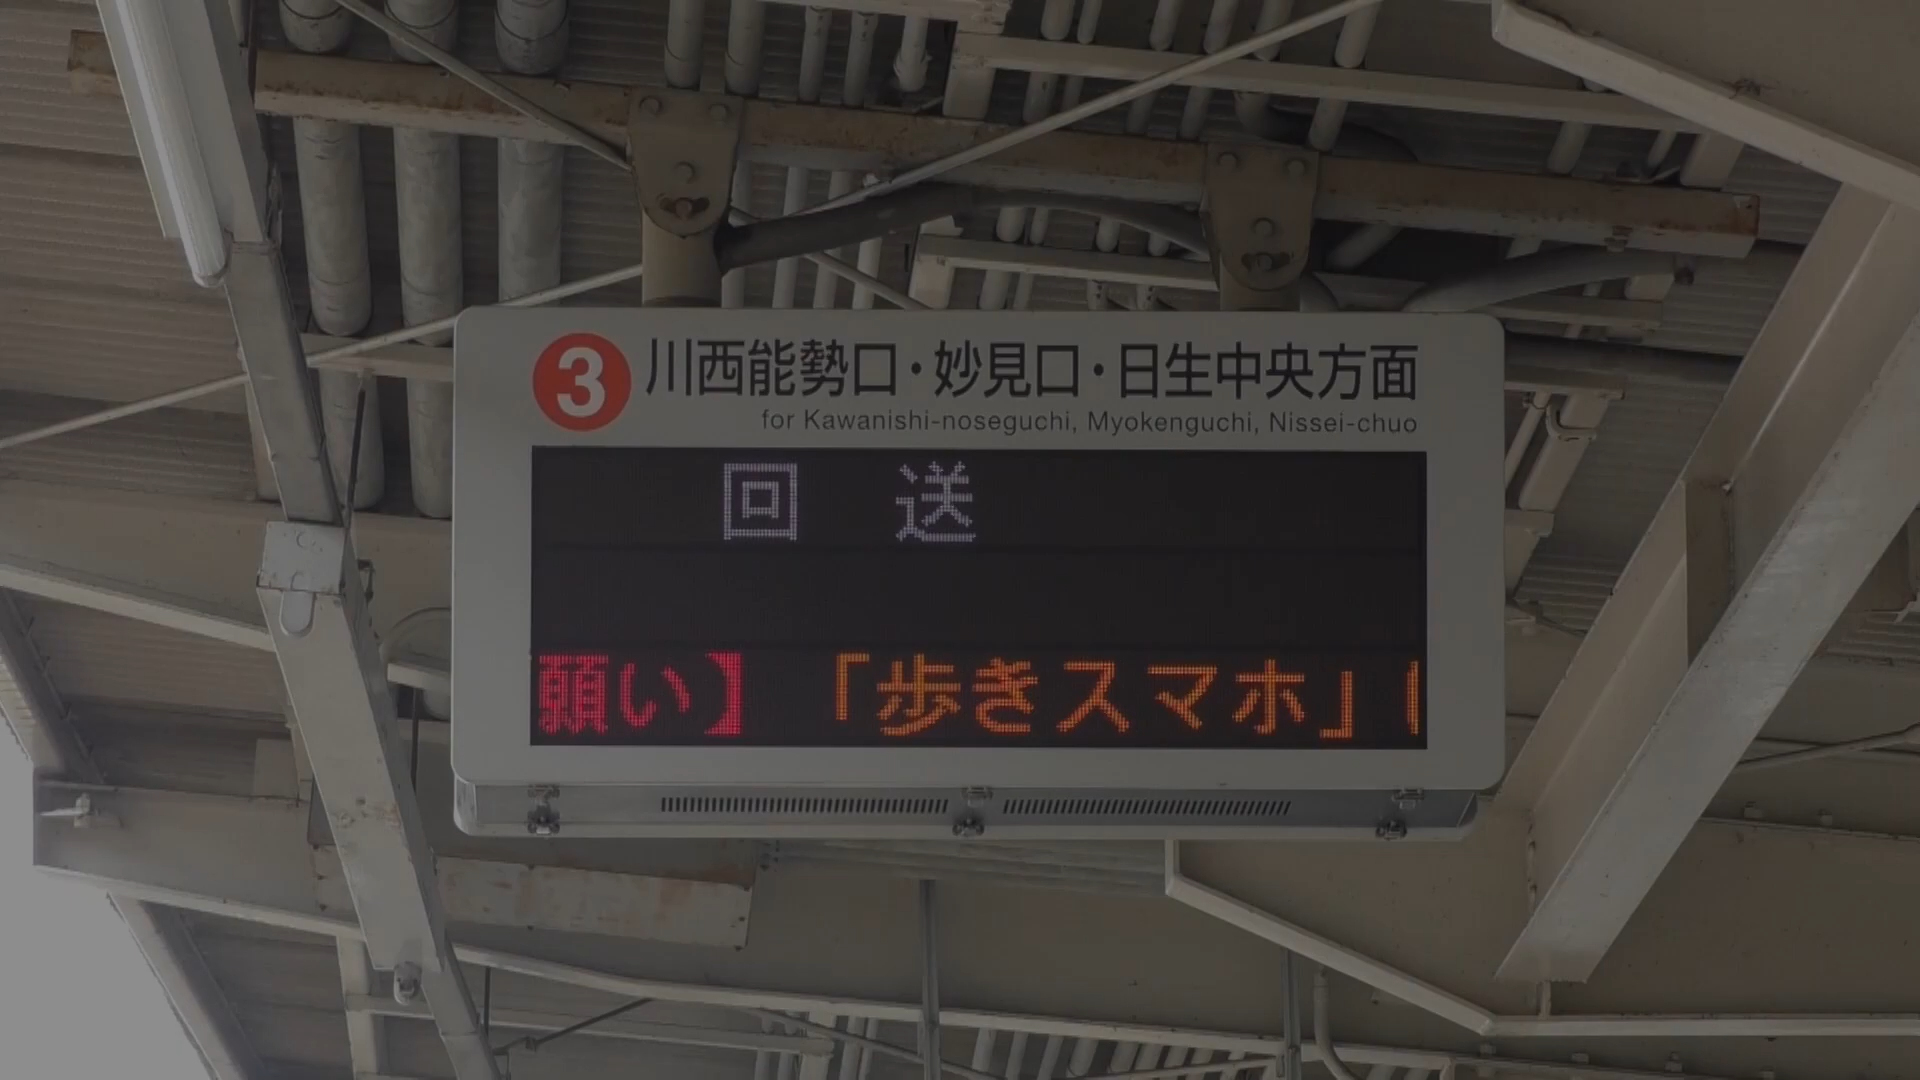 3 川西能勢口・妙見口・日生中央方面
for Kawanishi-noseguchi, Myokenguchi, Nissei-chuo
回 送
願い】 「歩きスマホ」